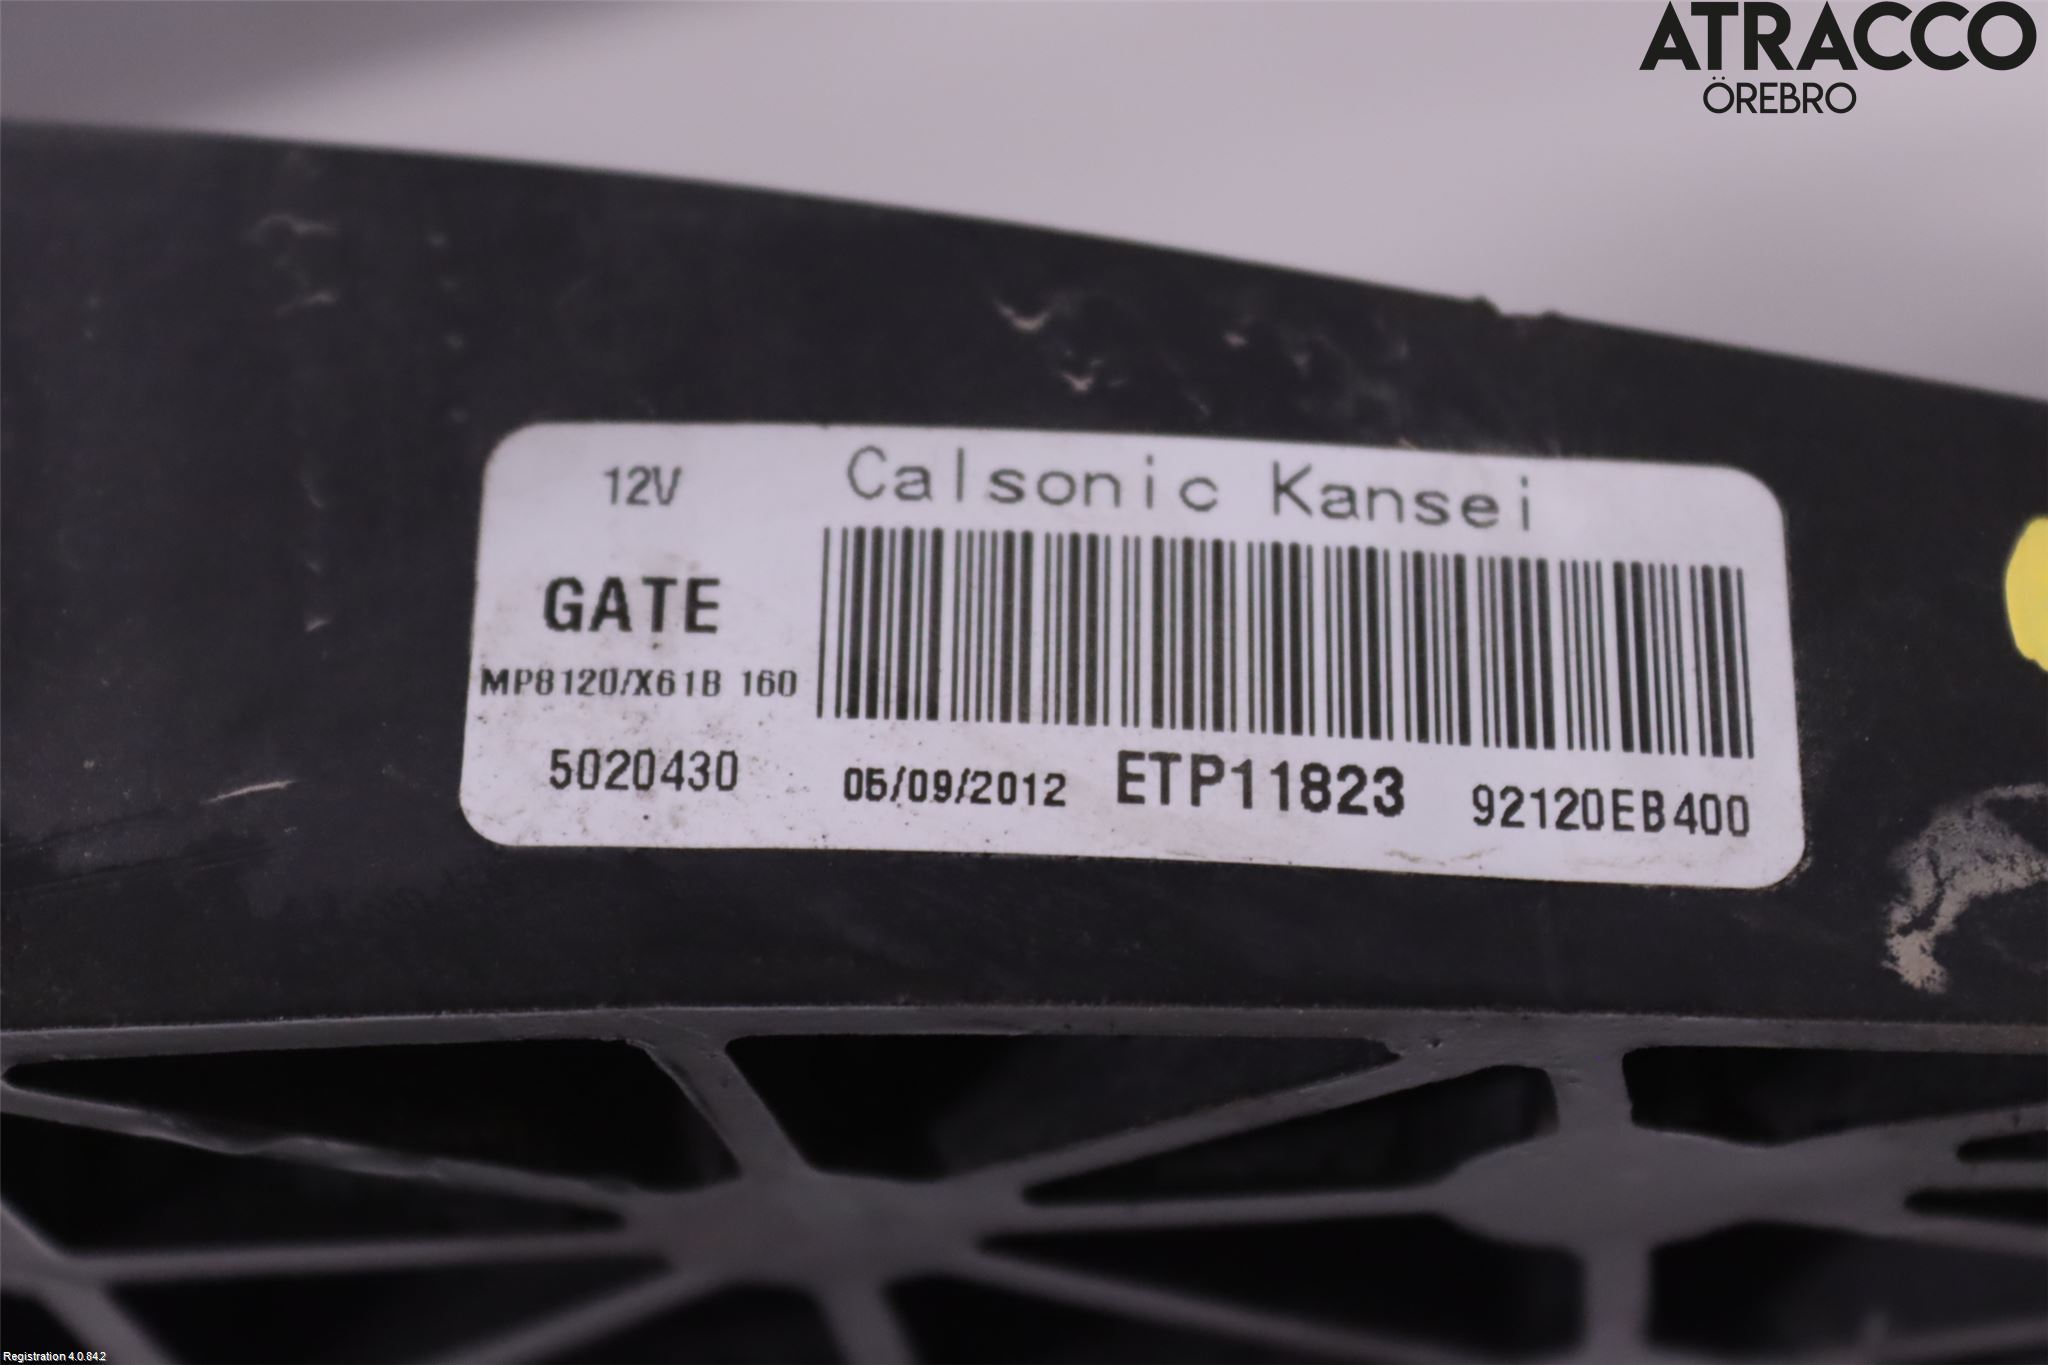 ATRACCO
ÖREBRO
12V
Calsonic Kansei
GATE
MP8120/X61B 160
5020430
05/09/2012
ETP11823
92120EB400
Registration 4.0.84.2